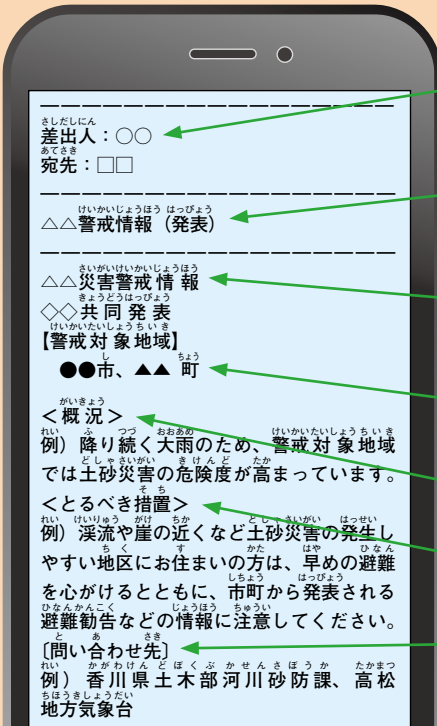 差出人：○○
宛先：□□
△△警戒情報（発表）
△△災害警戒情報
◇◇共同発表
【警戒対象地域】
●●市、▲▲町
＜概況＞
例）降り続く大雨のため、警戒対象地域
では土砂災害の危険度が高まっています。
＜とるべき措置＞
例）渓流や崖の近くなど土砂災害の発生し
やすい地区にお住まいの方は、早めの避難
を心がけるとともに、市町から発表される
避難勧告などの情報に注意してください。
〔問い合わせ先〕
例）香川県土木部河川砂防課、高松
地方気象台